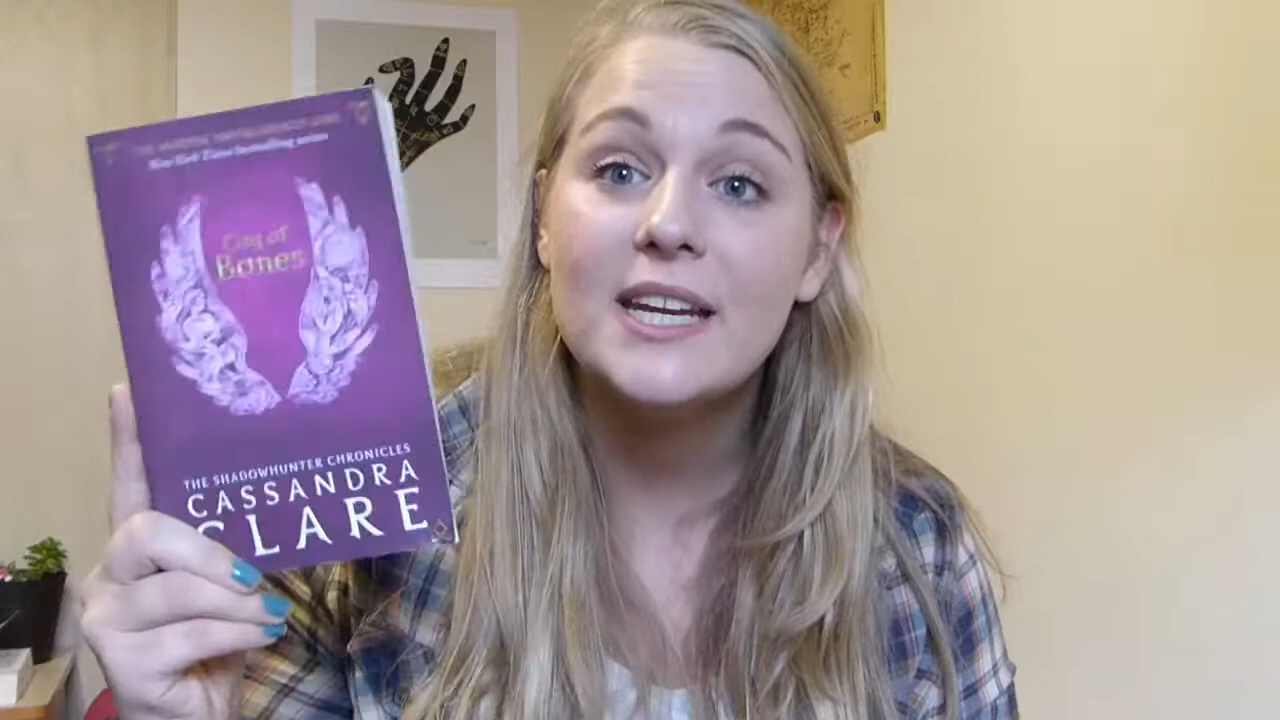 New York Times bestselling series
City of
Bones
THE SHADOWHUNTER CHRONICLES
CASSANDRA
CLARE